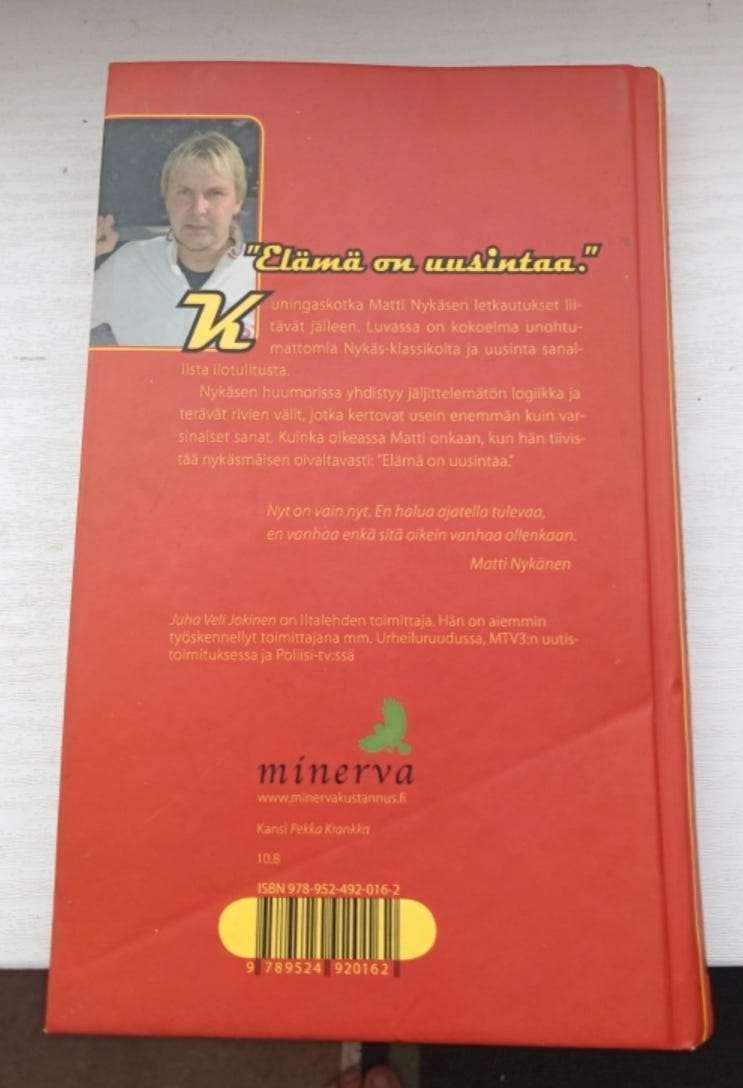 "Elämä on uusintaa."
Kuningaskotka Matti Nykäsen letkautukset lii-
tävät jälleen. Luvassa on kokoelma unohtu-
mattomia Nykäs-klassikoita ja uusinta sanal-
lista ilotulitusta.
Nykäsen huumorissa yhdistyy jäljittelemätön logiikka ja
terävät rivien välit, jotka kertovat usein enemmän kuin var-
sinaiset sanat. Kuinka oikeassa Matti onkaan, kun hän tiivis-
tää nykäsmäisen oivaltavasti: "Elämä on uusintaa."
Nyt on vain nyt. En halua ajatella tulevaa,
en vanhaa enkä sitä oikein vanhaa ollenkaan.
Matti Nykänen
Juha Veli Jokinen on Iltalehden toimittaja. Hän on aiemmin
työskennellyt toimittajana mm. Urheiluruudussa, MTV3:n uutis-
toimituksessa ja Poliisi-tv:ssä
minerva
www.minervakustannus.fi
Kansi Pekka Krankka
10.8
ISBN 978-952-492-016-2
9 789524 920162